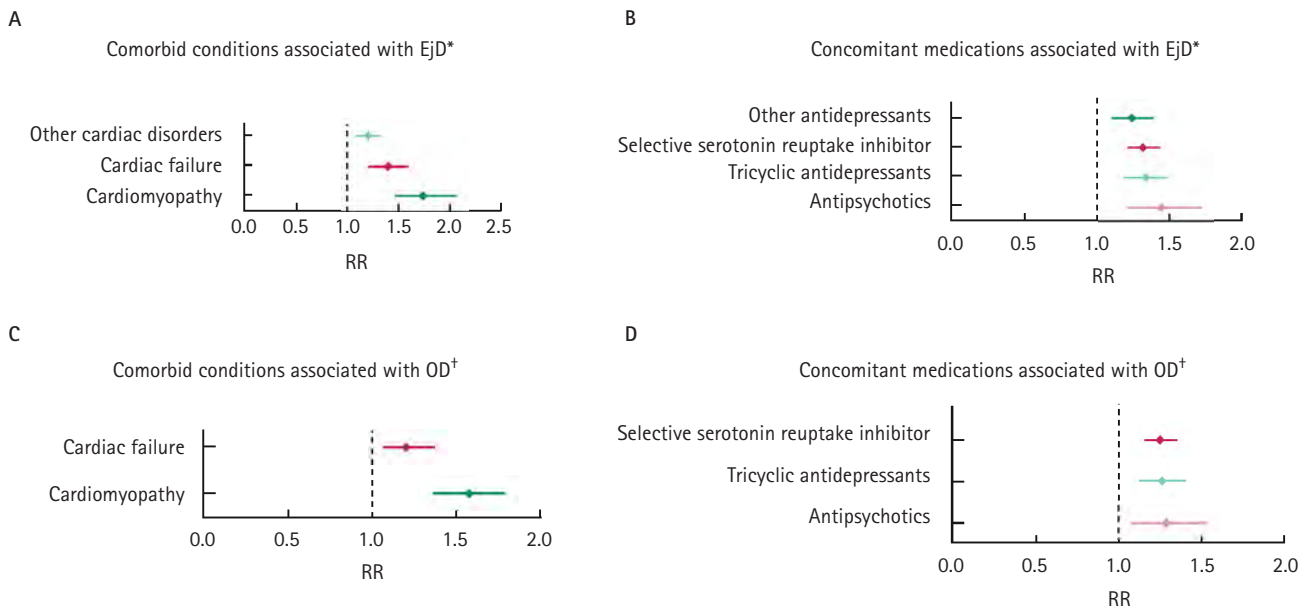 A
Comorbid conditions associated with EjD*
Other cardiac disorders
Cardiac failure
Cardiomyopathy
0.0 0.5 1.0 1.5 2.0 2.5
RR
B
Concomitant medications associated with EjD*
Other antidepressants
Selective serotonin reuptake inhibitor
Tricyclic antidepressants
Antipsychotics
0.0 0.5 1.0 1.5 2.0
RR
C
Comorbid conditions associated with OD†
Cardiac failure
Cardiomyopathy
0.0 0.5 1.0 1.5 2.0
RR
D
Concomitant medications associated with OD†
Selective serotonin reuptake inhibitor
Tricyclic antidepressants
Antipsychotics
0.0 0.5 1.0 1.5 2.0
RR